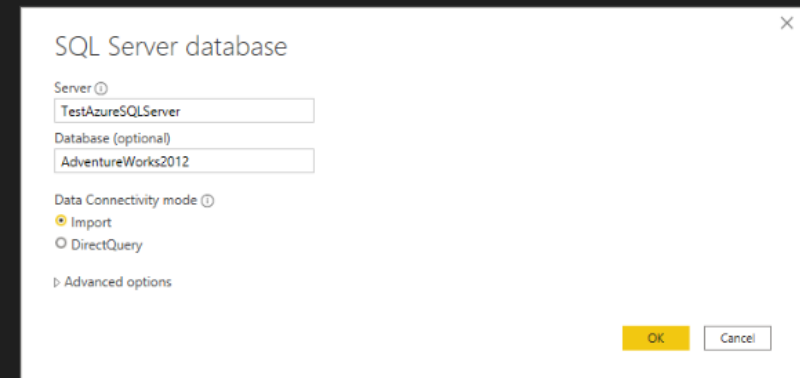 SQL Server database
Server
TestAzureSQLServer
Database (optional)
AdventureWorks2012
Data Connectivity mode
Import
DirectQuery
Advanced options
OK Cancel